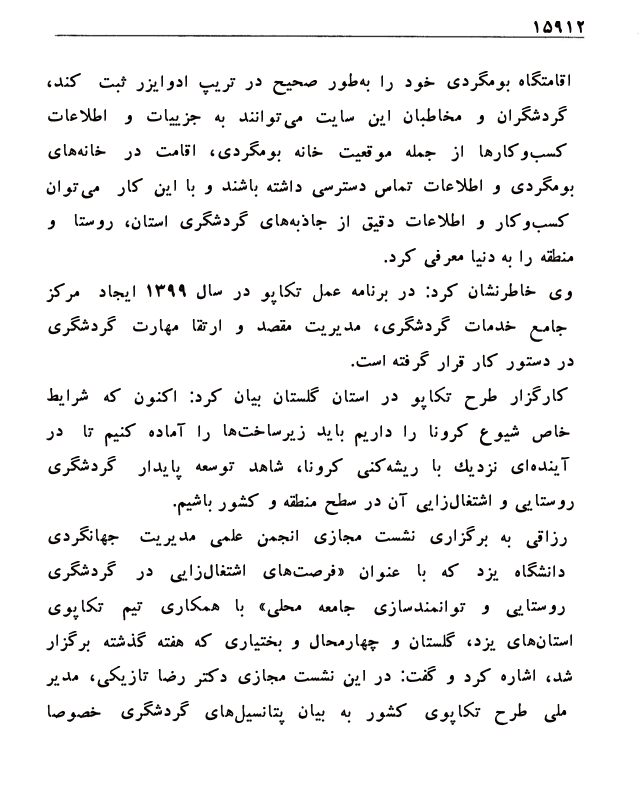 ۱۵۹۱۲
اقامتگاه بومگردی خود را به‌طور صحیح در تریپ ادوایزر ثبت کند،
گردشگران و مخاطبان این سایت می‌توانند به جزییات و اطلاعات
کسب‌وکارها از جمله موقعیت خانه بومگردی، اقامت در خانه‌های
بومگردی و اطلاعات تماس دسترسی داشته باشند و با این کار می‌توان
کسب‌وکار و اطلاعات دقیق از جاذبه‌های گردشگری استان، روستا و
منطقه را به دنیا معرفی کرد.
وی خاطرنشان کرد: در برنامه عمل تکاپو در سال ۱۳۹۹ ایجاد مرکز
جامع خدمات گردشگری، مدیریت مقصد و ارتقا مهارت گردشگری
در دستور کار قرار گرفته است.
کارگزار طرح تکاپو در استان گلستان بیان کرد: اکنون که شرایط
خاص شیوع کرونا را داریم باید زیرساخت‌ها را آماده کنیم تا در
آینده‌ای نزدیك با ریشه‌کنی کرونا، شاهد توسعه پایدار گردشگری
روستایی و اشتغال‌زایی آن در سطح منطقه و کشور باشیم.
رزاقی به برگزاری نشست مجازی انجمن علمی مدیریت جهانگردی
دانشگاه یزد که با عنوان «فرصت‌های اشتغال‌زایی در گردشگری
روستایی و توانمندسازی جامعه محلی» با همکاری تیم تکاپوی
استان‌های یزد، گلستان و چهارمحال و بختیاری که هفته گذشته برگزار
شد، اشاره کرد و گفت: در این نشست مجازی دکتر رضا تازیکی، مدیر
ملی طرح تکاپوی کشور به بیان پتانسیل‌های گردشگری خصوصا